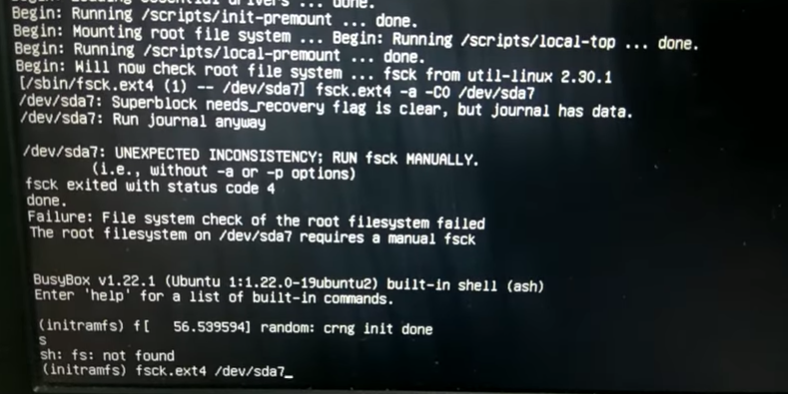 Begin: Loading essential drivers ... done.
Begin: Running /scripts/init-premount ... done.
Begin: Mounting root file system ... Begin: Running /scripts/local-top ... done.
Begin: Running /scripts/local-premount ... done.
Begin: Will now check root file system ... fsck from util-linux 2.30.1
[/sbin/fsck.ext4 (1) -- /dev/sda7] fsck.ext4 -a -C0 /dev/sda7
/dev/sda7: Superblock needs_recovery flag is clear, but journal has data.
/dev/sda7: Run journal anyway
/dev/sda7: UNEXPECTED INCONSISTENCY; RUN fsck MANUALLY.
(i.e., without -a or -p options)
fsck exited with status code 4
done.
Failure: File system check of the root filesystem failed
The root filesystem on /dev/sda7 requires a manual fsck
BusyBox v1.22.1 (Ubuntu 1:1.22.0-19ubuntu2) built-in shell (ash)
Enter 'help' for a list of built-in commands.
(initramfs) f[   56.539594] random: crng init done
s
sh: fs: not found
(initramfs) fsck.ext4 /dev/sda7_